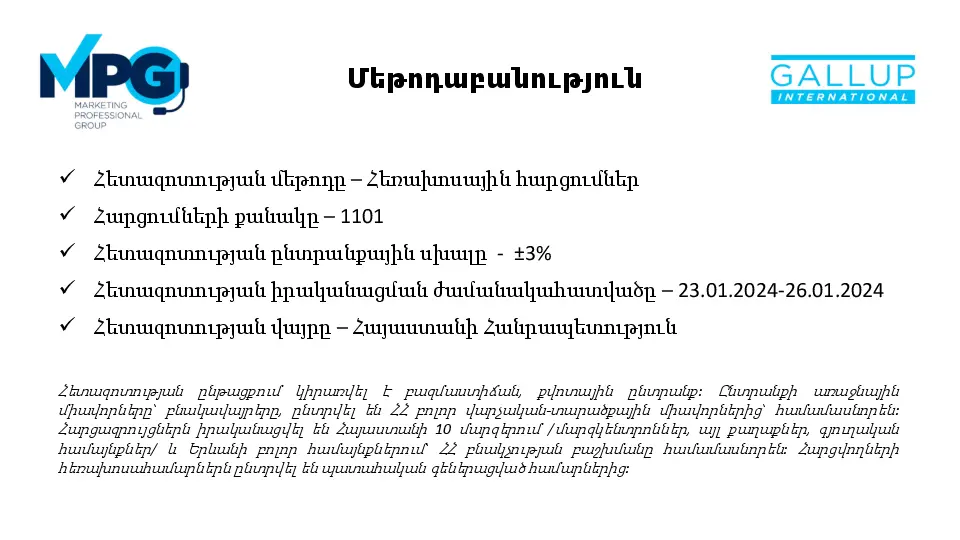 MPG
MARKETING
PROFESSIONAL
GROUP
Մեթոդաբանություն
GALLUP
INTERNATIONAL
✓ Հետազոտության մեթոդը – Հեռախոսային հարցումներ
✓ Հարցումների քանակը – 1101
✓ Հետազոտության ընտրանքային սխալը - ±3%
✓ Հետազոտության իրականացման ժամանակահատվածը – 23.01.2024-26.01.2024
✓ Հետազոտության վայրը – Հայաստանի Հանրապետություն
Հետազոտության ընթացքում կիրառվել է բազմաստիճան, քվոտային ընտրանք: Ընտրանքի առաջնային
միավորները՝ բնակավայրերը, ընտրվել են ՀՀ բոլոր վարչական-տարածքային միավորներից՝ համամասնորեն:
Հարցազրույցներն իրականացվել են Հայաստանի 10 մարզերում /մարզկենտրոններ, այլ քաղաքներ, գյուղական
համայնքներ/ և Երևանի բոլոր համայնքներում՝ ՀՀ բնակչության բաշխմանը համամասնորեն: Հարցվողների
հեռախոսահամարներն ընտրվել են պատահական գեներացված համարներից: